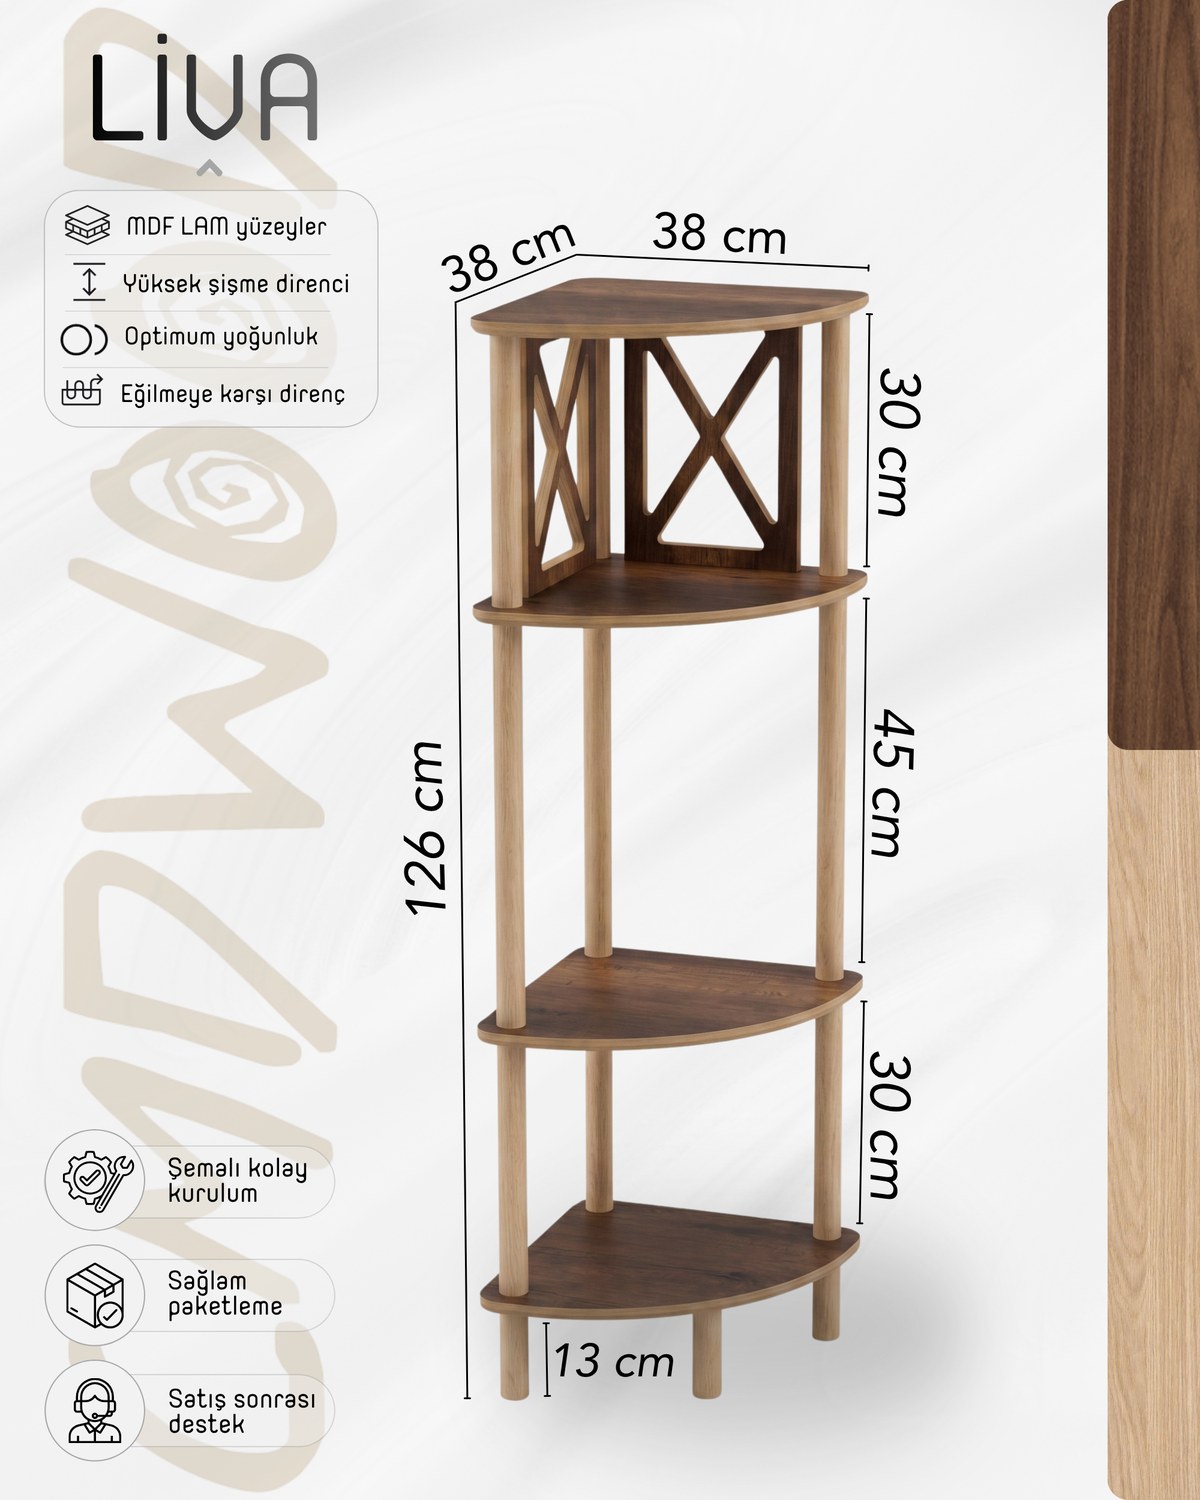 LİVA
MDF LAM yüzeyler
Yüksek şişme direnci
Optimum yoğunluk
Eğilmeye karşı direnç
38 cm
38 cm
30 cm
45 cm
126 cm
30 cm
13 cm
Şemalı kolay
kurulum
Sağlam
paketleme
Satış sonrası
destek